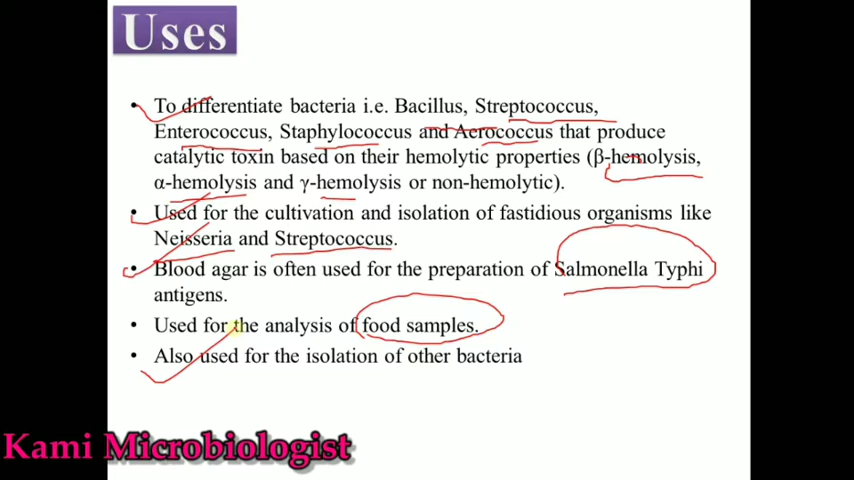 Uses
• To differentiate bacteria i.e. Bacillus, Streptococcus,
Enterococcus, Staphylococcus and Aerococcus that produce
catalytic toxin based on their hemolytic properties (β-hemolysis,
α-hemolysis and γ-hemolysis or non-hemolytic).
• Used for the cultivation and isolation of fastidious organisms like
Neisseria and Streptococcus.
• Blood agar is often used for the preparation of Salmonella Typhi
antigens.
• Used for the analysis of food samples.
• Also used for the isolation of other bacteria
Kami Microbiologist